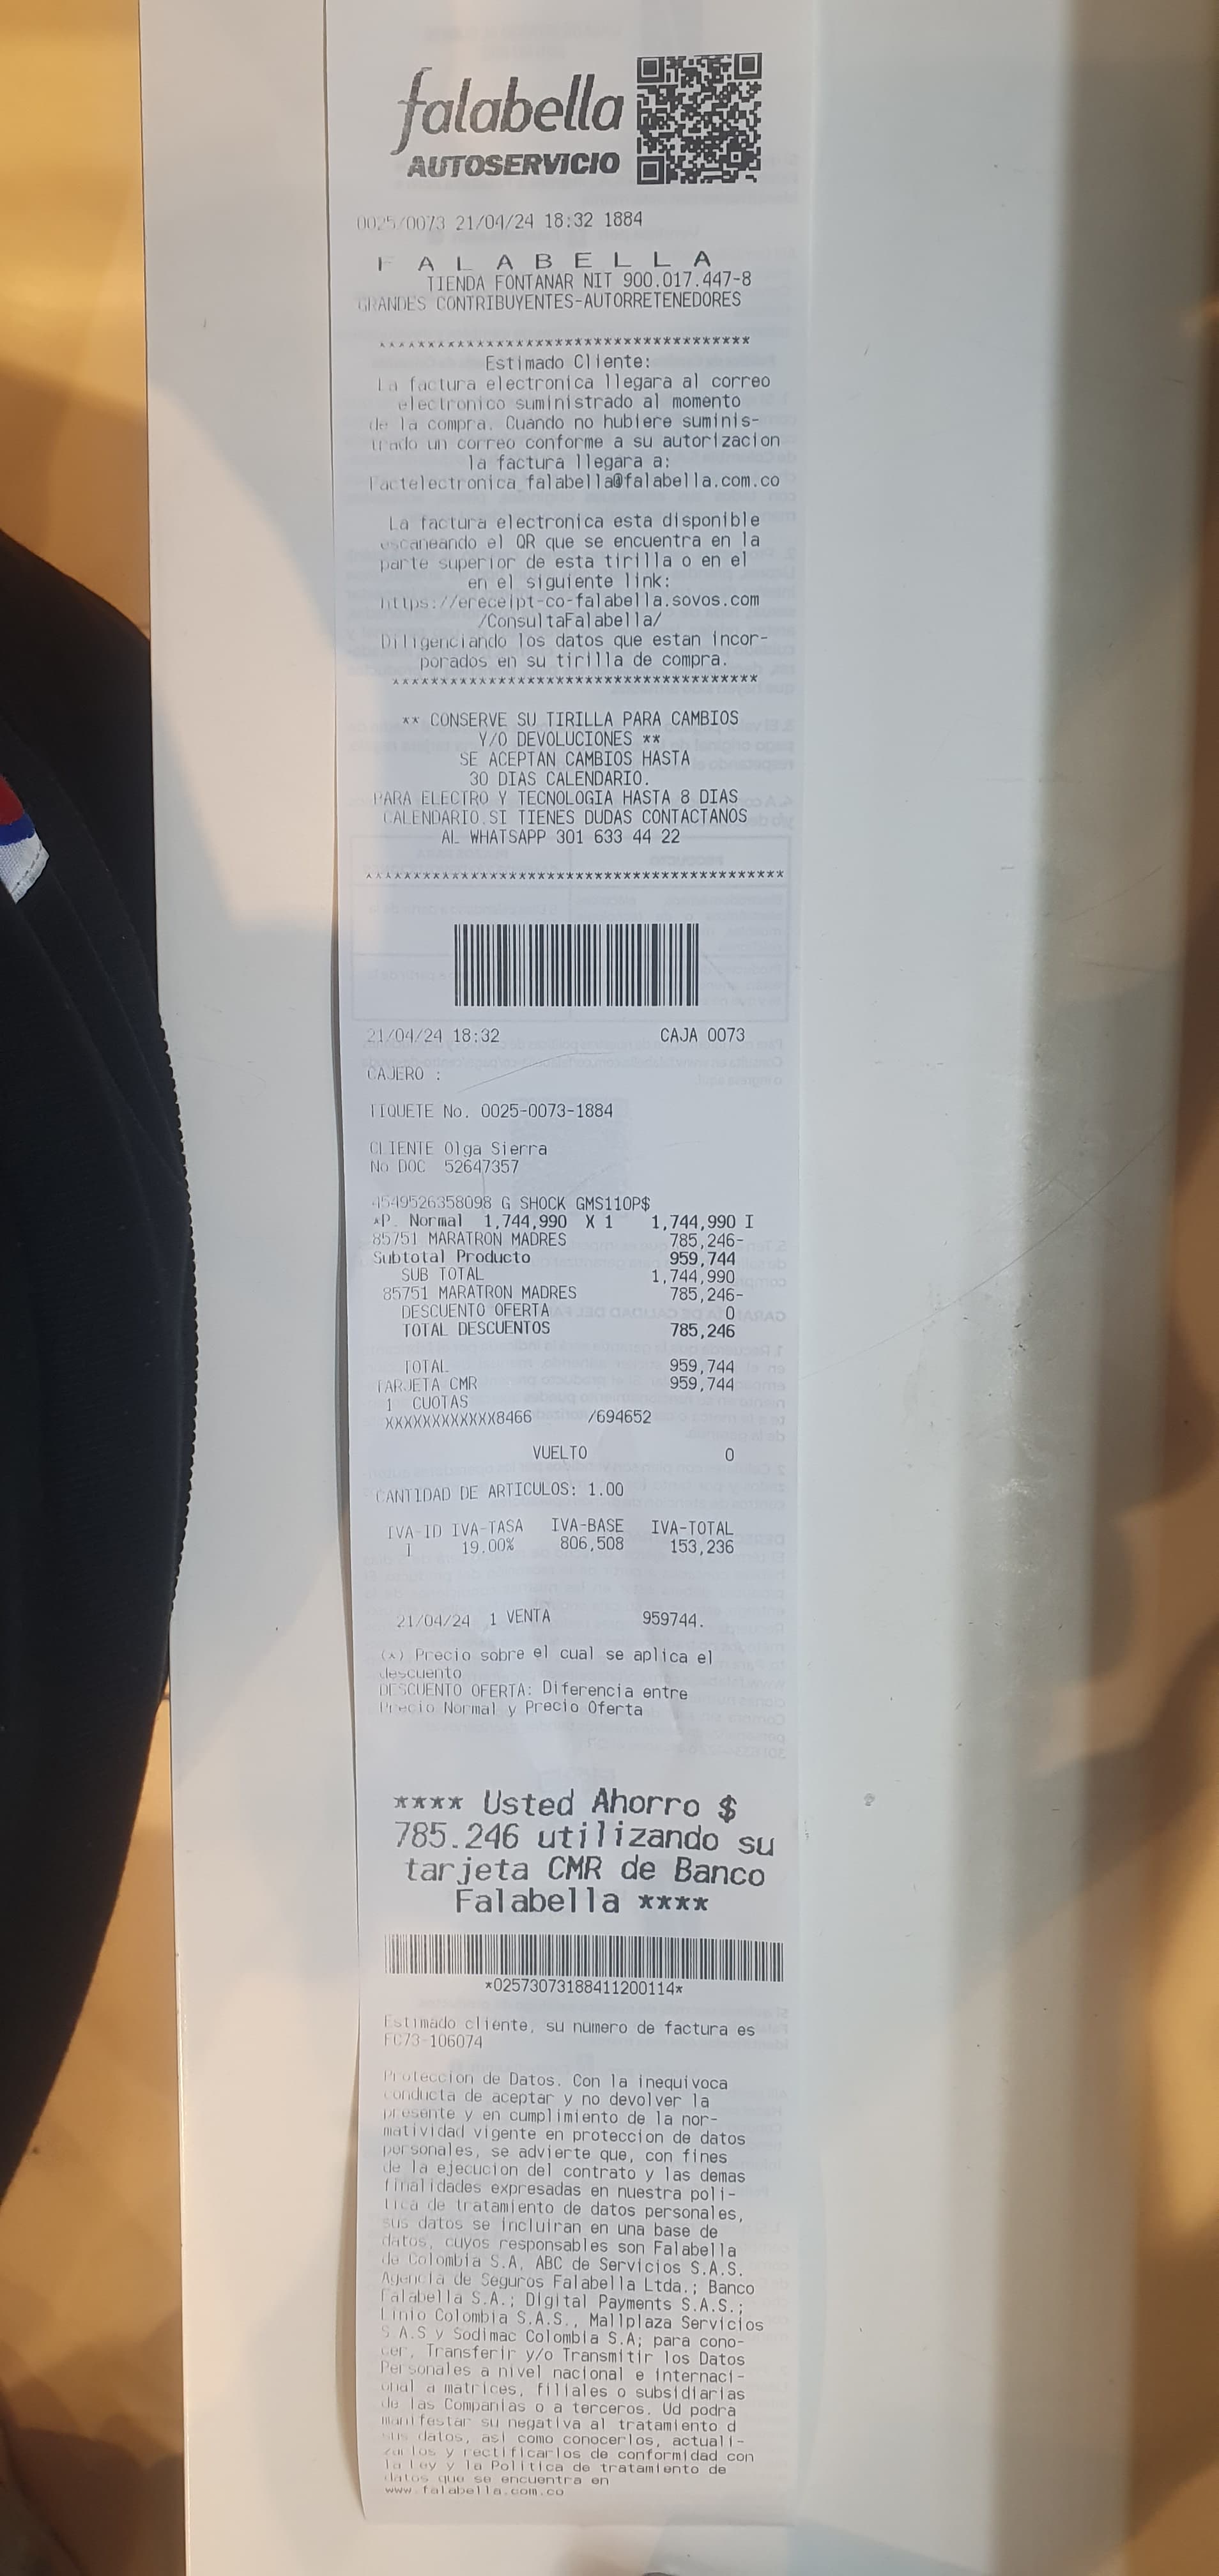 falabella
AUTOSERVICIO
0025/0073 21/04/24 18:32 1884
F A L A B E L L A
TIENDA FONTANAR NIT 900.017.447-8
GRANDES CONTRIBUYENTES-AUTORRETENEDORES
***************************************
Estimado Cliente:
La factura electronica llegara al correo
electronico suministrado al momento
de la compra. Cuando no hubiere suminis-
trado un correo conforme a su autorizacion
la factura llegara a:
Factelectronica_falabella@falabella.com.co
La factura electronica esta disponible
escaneando el QR que se encuentra en la
parte superior de esta tirilla o en el
en el siguiente link:
https://ereceipt-co-falabella.sovos.com
/ConsultaFalabella/
Diligenciando los datos que estan incor-
porados en su tirilla de compra.
***************************************
** CONSERVE SU TIRILLA PARA CAMBIOS
Y/O DEVOLUCIONES **
SE ACEPTAN CAMBIOS HASTA
30 DIAS CALENDARIO.
PARA ELECTRO Y TECNOLOGIA HASTA 8 DIAS
CALENDARIO.SI TIENES DUDAS CONTACTANOS
AL WHATSAPP 301 633 44 22
********************************************
21/04/24 18:32 CAJA 0073
CAJERO :
TIQUETE No. 0025-0073-1884
CLIENTE Olga Sierra
No DOC 52647357
4549526358098 G SHOCK GMS110P$
*P. Normal 1,744,990 X 1 1,744,990 I
85751 MARATRON MADRES 785,246-
Subtotal Producto 959,744
SUB TOTAL 1,744,990
85751 MARATRON MADRES 785,246-
DESCUENTO OFERTA 0
TOTAL DESCUENTOS 785,246
TOTAL 959,744
TARJETA CMR 959,744
1 CUOTAS
XXXXXXXXXXXX8466 /694652
VUELTO 0
CANTIDAD DE ARTICULOS: 1.00
IVA-ID IVA-TASA IVA-BASE IVA-TOTAL
1 19.00% 806,508 153,236
21/04/24 1 VENTA 959744.
(*) Precio sobre el cual se aplica el
descuento
DESCUENTO OFERTA: Diferencia entre
Precio Normal y Precio Oferta
**** Usted Ahorro $
785.246 utilizando su
tarjeta CMR de Banco
Falabella ****
*02573073188411200114*
Estimado cliente, su numero de factura es
FC73-106074
Proteccion de Datos. Con la inequivoca
conducta de aceptar y no devolver la
presente y en cumplimiento de la nor-
matividad vigente en proteccion de datos
personales, se advierte que, con fines
de la ejecucion del contrato y las demas
finalidades expresadas en nuestra poli-
tica de tratamiento de datos personales,
sus datos se incluiran en una base de
datos, cuyos responsables son Falabella
de Colombia S.A, ABC de Servicios S.A.S.
Agencia de Seguros Falabella Ltda.; Banco
Falabella S.A.; Digital Payments S.A.S.;
Linio Colombia S.A.S., Mallplaza Servicios
S.A.S y Sodimac Colombia S.A; para cono-
cer, Transferir y/o Transmitir los Datos
Personales a nivel nacional e internaci-
onal a matrices, filiales o subsidiarias
de las Companias o a terceros. Ud podra
manifestar su negativa al tratamiento d
sus datos, asi como conocerlos, actuali-
zarlos y rectificarlos de conformidad con
la Ley y la Politica de tratamiento de
datos que se encuentra en
www.falabella.com.co